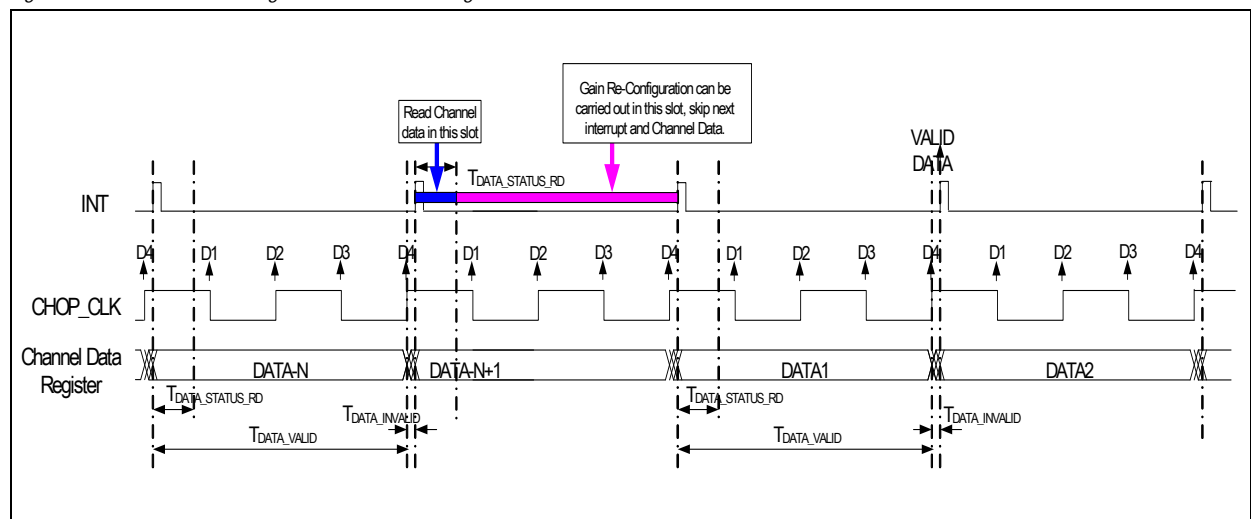 Read Channel
data in this slot
Gain Re-Configuration can be
carried out in this slot, skip next
interrupt and Channel Data.
VALID
DATA
TDATA_STATUS_RD
INT
D4 D1 D2 D3 D4 D1 D2 D3 D4 D1 D2 D3 D4 D1 D2 D3 D4
CHOP_CLK
Channel Data
Register
DATA-N DATA-N+1 DATA1 DATA2
TDATA_STATUS_RD TDATA_INVALID TDATA_STATUS_RD TDATA_INVALID
TDATA_VALID TDATA_VALID